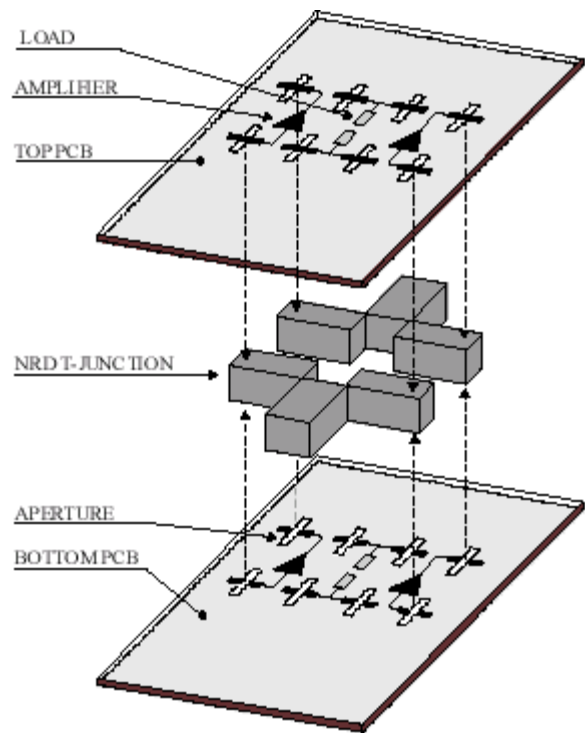 LOAD
AMPLIFIER
TOP PCB
NRD T-JUNCTION
APERTURE
BOTTOM PCB